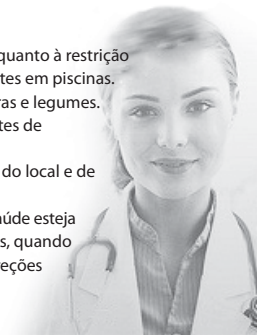 quanto à restrição
tes em piscinas.
ras e legumes.
tes de
do local e de
úde esteja
s, quando
eções